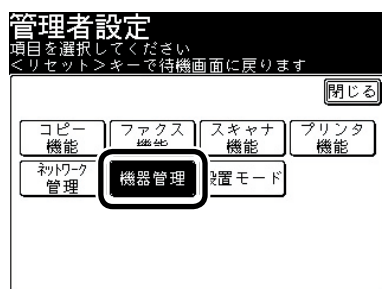 管理者設定
項目を選択してください
<リセット>キーで待機画面に戻ります
閉じる
コピー機能
ファクス機能
スキャナ機能
プリンタ機能
ネットワーク管理
機器管理
設置モード